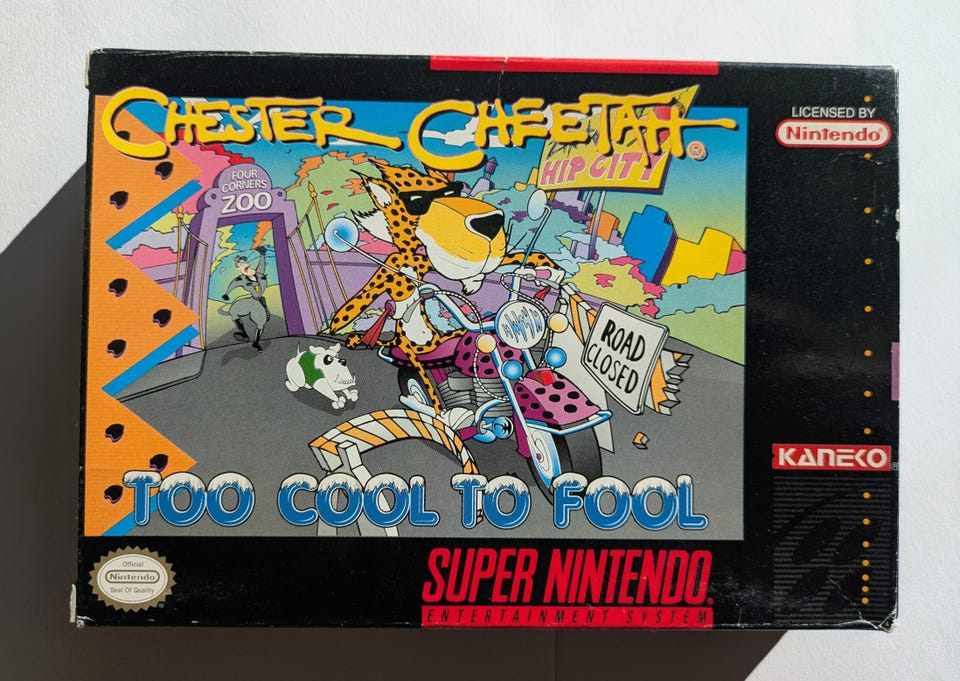 CHESTER CHEETAH®
LICENSED BY
Nintendo®
HIP CITY
FOUR
CORNERS
ZOO
ROAD
CLOSED
KANEKO®
TOO COOL TO FOOL
Official
Nintendo
Seal Of Quality
SUPER NINTENDO®
ENTERTAINMENT SYSTEM